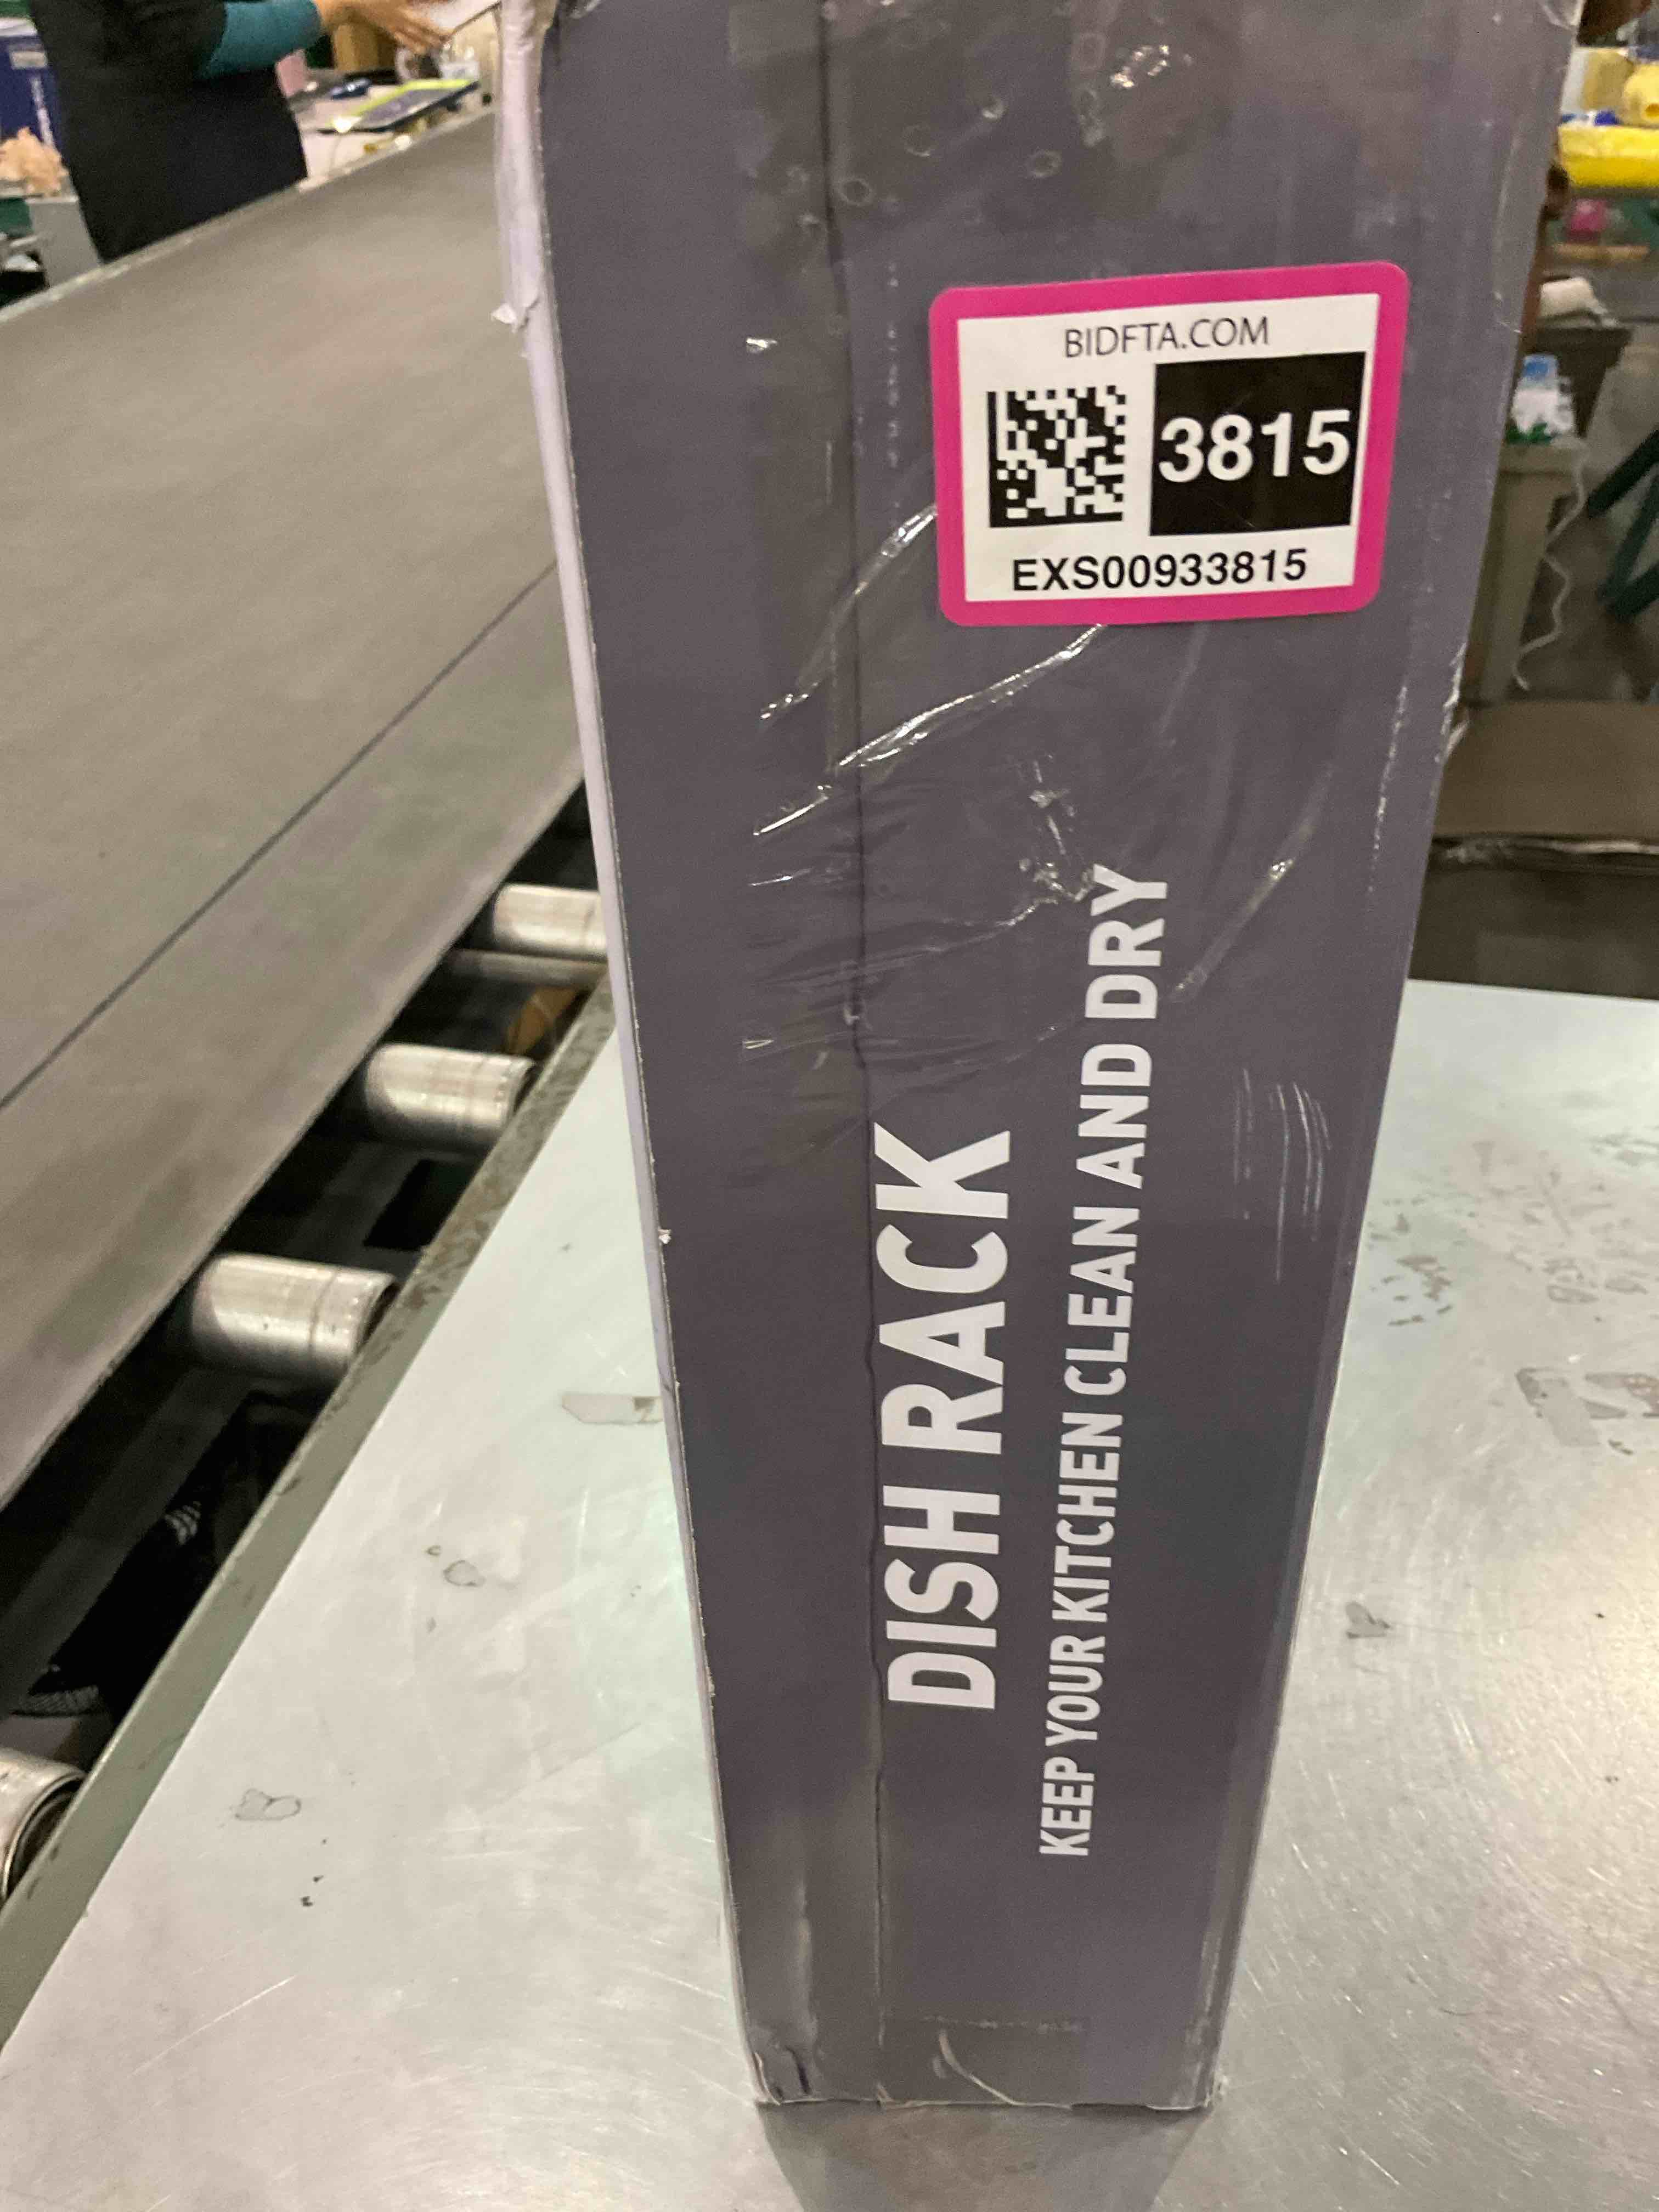 BIDFTA.COM
3815
EXS00933815
DISH RACK
KEEP YOUR KITCHEN CLEAN AND DRY